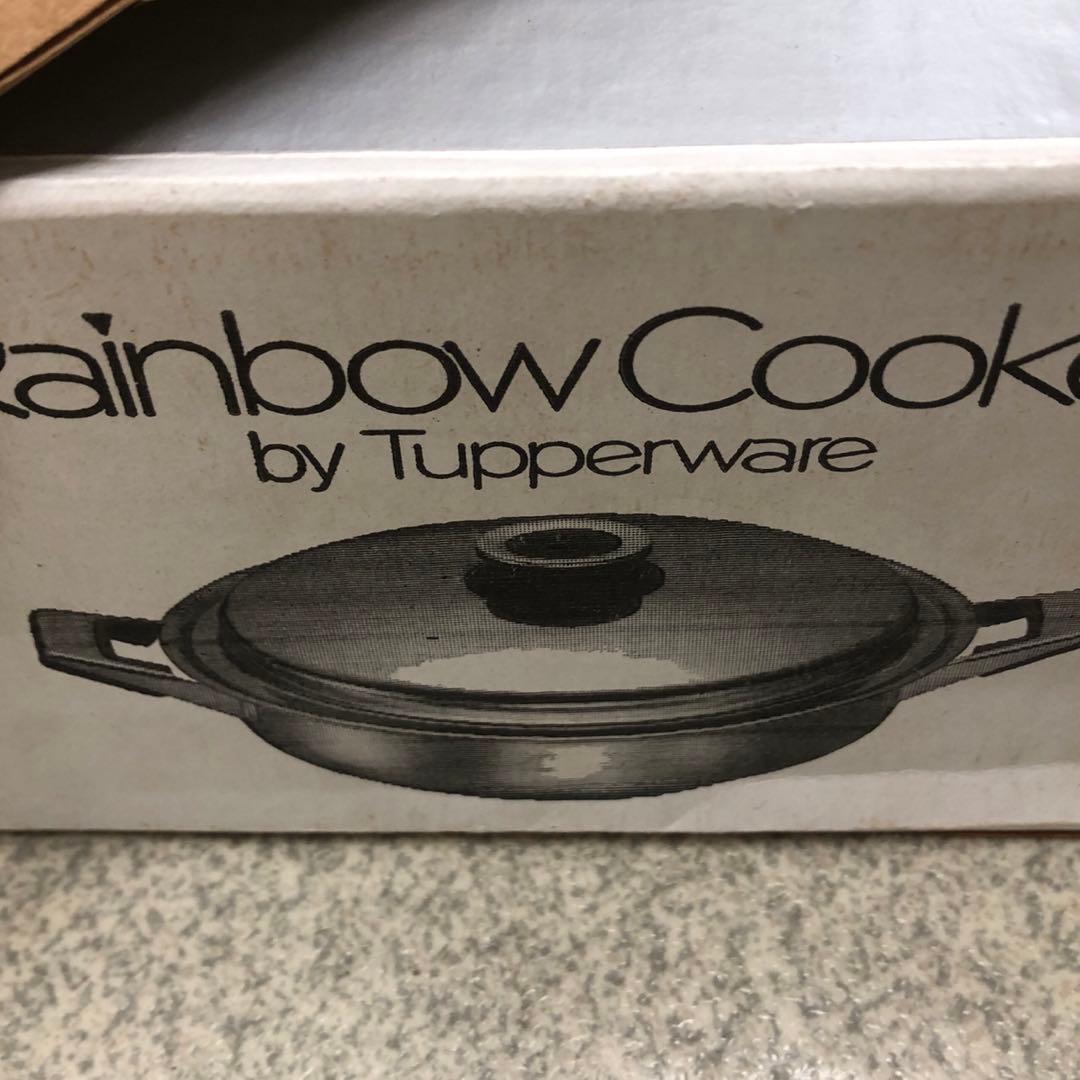 Rainbow Cooke
by Tupperware